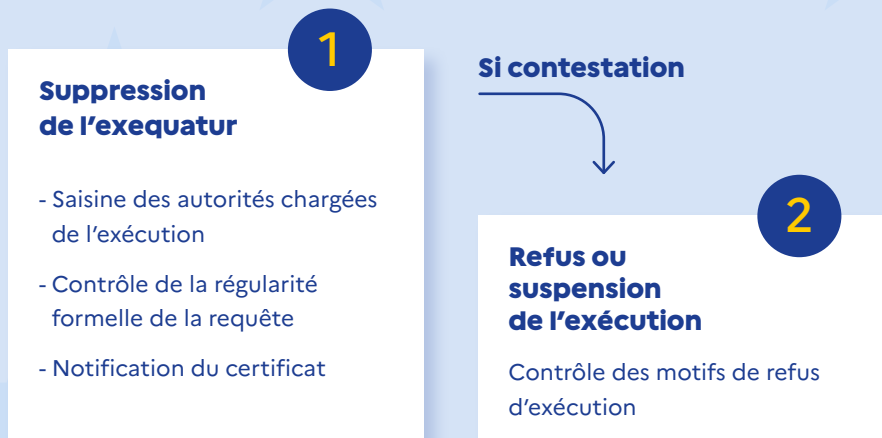 1
Suppression
de l’exequatur
- Saisine des autorités chargées
de l’exécution
- Contrôle de la régularité
formelle de la requête
- Notification du certificat
Si contestation
2
Refus ou
suspension
de l’exécution
Contrôle des motifs de refus
d’exécution